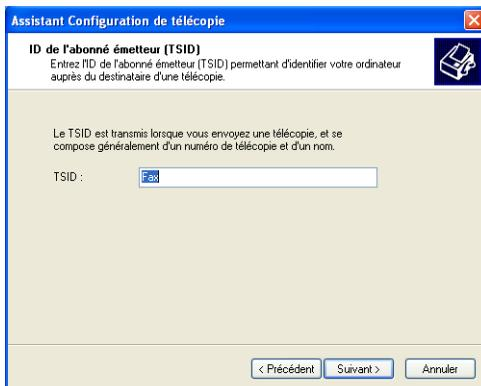 Assistant Configuration de télécopie
ID de l'abonné émetteur (TSID)
Entrez l'ID de l'abonné émetteur (TSID) permettant d'identifier votre ordinateur
auprès du destinataire d'une télécopie.
Le TSID est transmis lorsque vous envoyez une télécopie, et se
compose généralement d'un numéro de télécopie et d'un nom.
TSID :
Fax
< Précédent
Suivant >
Annuler